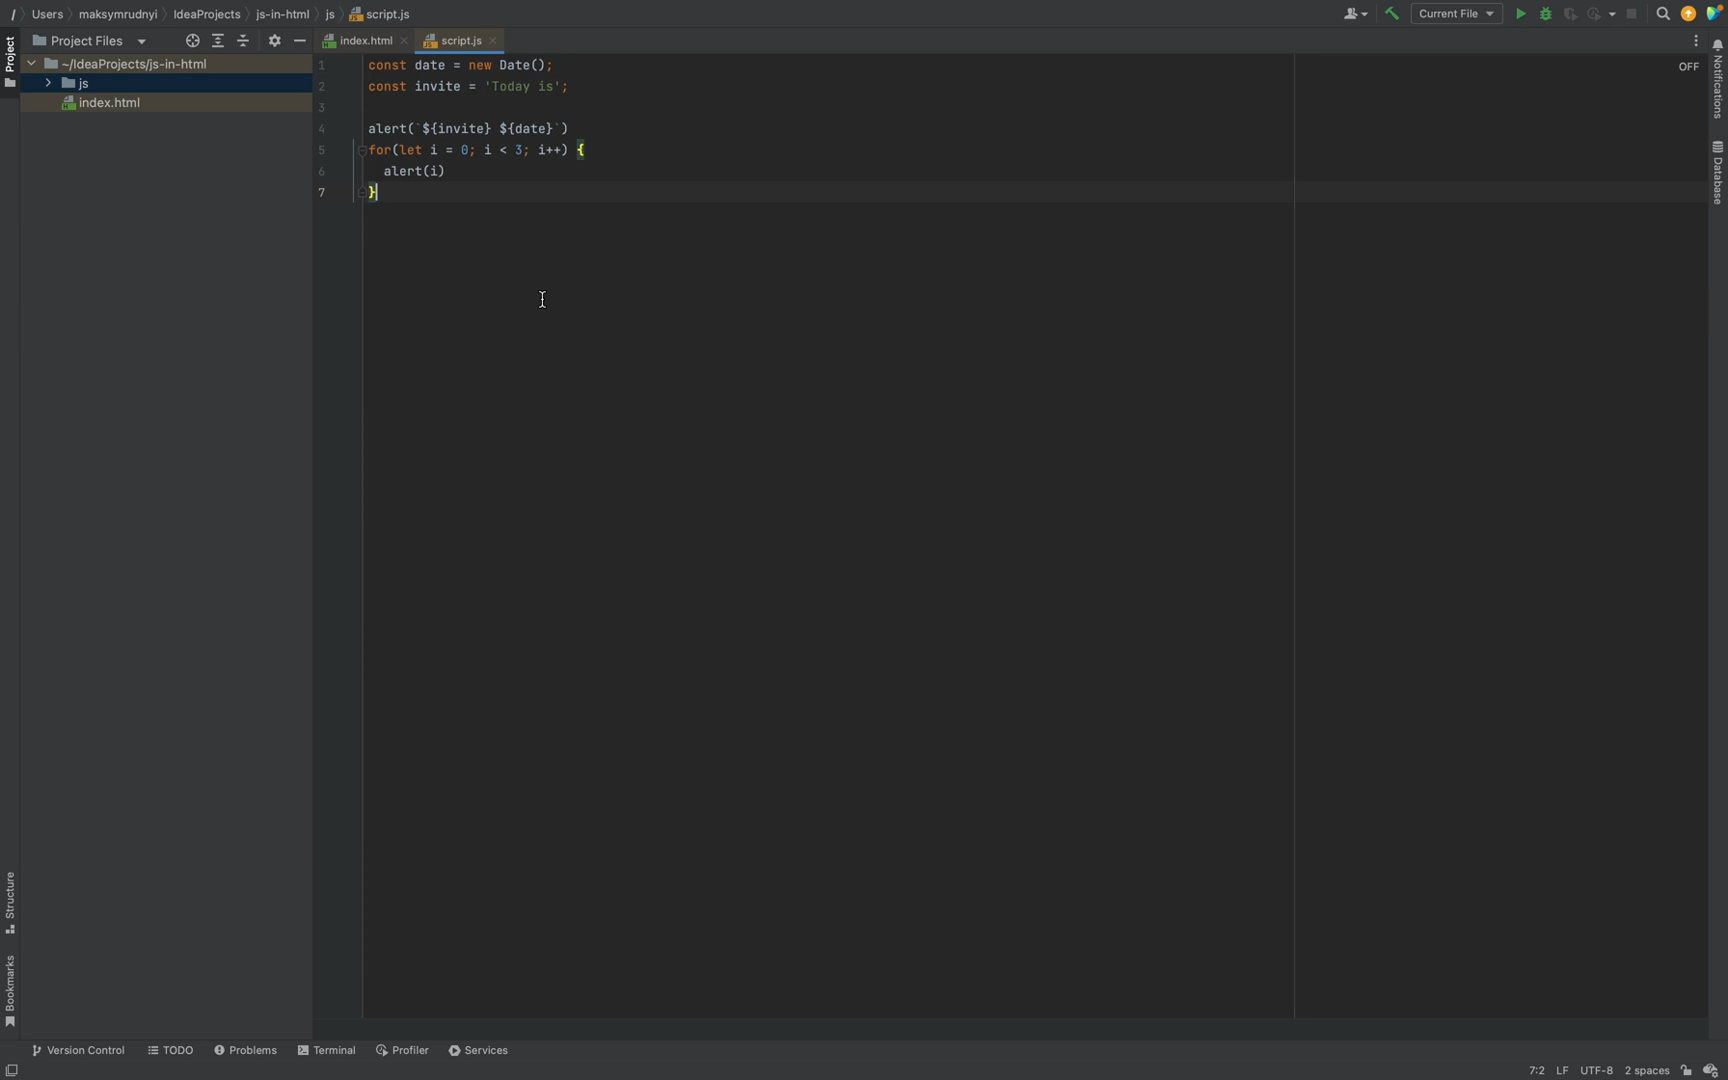 / Users maksymrudnyi IdeaProjects js-in-html js script.js
Current File
Project
Project Files
index.html
script.js
~/IdeaProjects/js-in-html
js
index.html
OFF
1 const date = new Date();
2 const invite = 'Today is';
3
4 alert(`${invite} ${date}`)
5 for(let i = 0; i < 3; i++) {
6 alert(i)
7 }
Notifications
Database
Structure
Bookmarks
Version Control TODO Problems Terminal Profiler Services
7:2 LF UTF-8 2 spaces